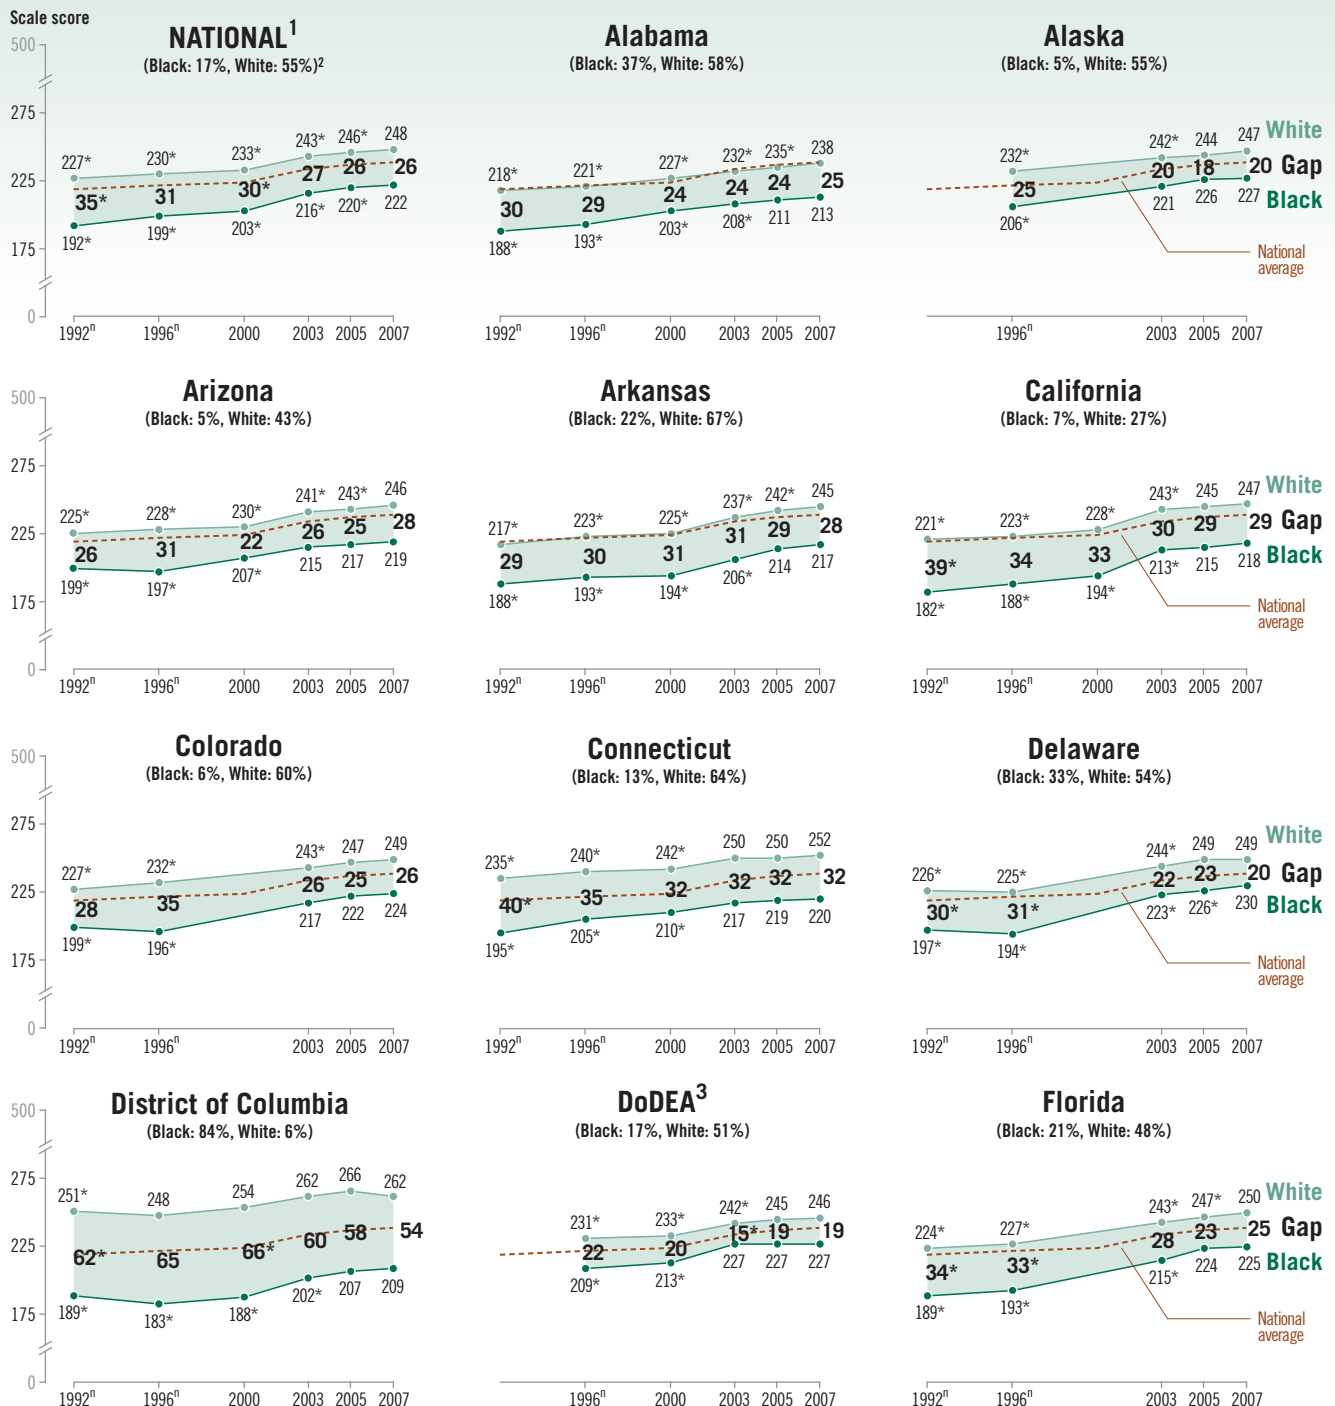 Scale score
NATIONAL1
(Black: 17%, White: 55%)2
500
275
225
175
0
227* 230* 233* 243* 246* 248
35* 31 30* 27 26 26
192* 199* 203* 216* 220* 222
1992n 1996n 2000 2003 2005 2007
Alabama
(Black: 37%, White: 58%)
218* 221* 227* 232* 235* 238
30 29 24 24 24 25
188* 193* 203* 208* 211 213
1992n 1996n 2000 2003 2005 2007
Alaska
(Black: 5%, White: 55%)
232* 242* 244 247 White
25 20 18 20 Gap
206* 221 226 227 Black
National
average
1996n 2003 2005 2007
Arizona
(Black: 5%, White: 43%)
500
275
225
175
0
225* 228* 230* 241* 243* 246
26 31 22 26 25 28
199* 197* 207* 215 217 219
1992n 1996n 2000 2003 2005 2007
Arkansas
(Black: 22%, White: 67%)
217* 223* 225* 237* 242* 245
29 30 31 31 29 28
188* 193* 194* 206* 214 217
1992n 1996n 2000 2003 2005 2007
California
(Black: 7%, White: 27%)
221* 223* 228* 243* 245 247 White
39* 34 33 30 29 29 Gap
182* 188* 194* 213* 215 218 Black
National
average
1992n 1996n 2000 2003 2005 2007
Colorado
(Black: 6%, White: 60%)
500
275
225
175
0
227* 232* 243* 247 249
28 35 26 25 26
199* 196* 217 222 224
1992n 1996n 2003 2005 2007
Connecticut
(Black: 13%, White: 64%)
235* 240* 242* 250 250 252
40* 35 32 32 32 32
195* 205* 210* 217 219 220
1992n 1996n 2000 2003 2005 2007
Delaware
(Black: 33%, White: 54%)
226* 225* 244* 249 249 White
30* 31* 22 23 20 Gap
197* 194* 223* 226* 230 Black
National
average
1992n 1996n 2003 2005 2007
District of Columbia
(Black: 84%, White: 6%)
500
275
225
175
0
251* 248 254 262 266 262
62* 65 66* 60 58 54
189* 183* 188* 202* 207 209
1992n 1996n 2000 2003 2005 2007
DoDEA3
(Black: 17%, White: 51%)
231* 233* 242* 245 246
22 20 15* 19 19
209* 213* 227 227 227
1996n 2000 2003 2005 2007
Florida
(Black: 21%, White: 48%)
224* 227* 243* 247* 250 White
34* 33* 28 23 25 Gap
189* 193* 215* 224 225 Black
National
average
1992n 1996n 2003 2005 2007